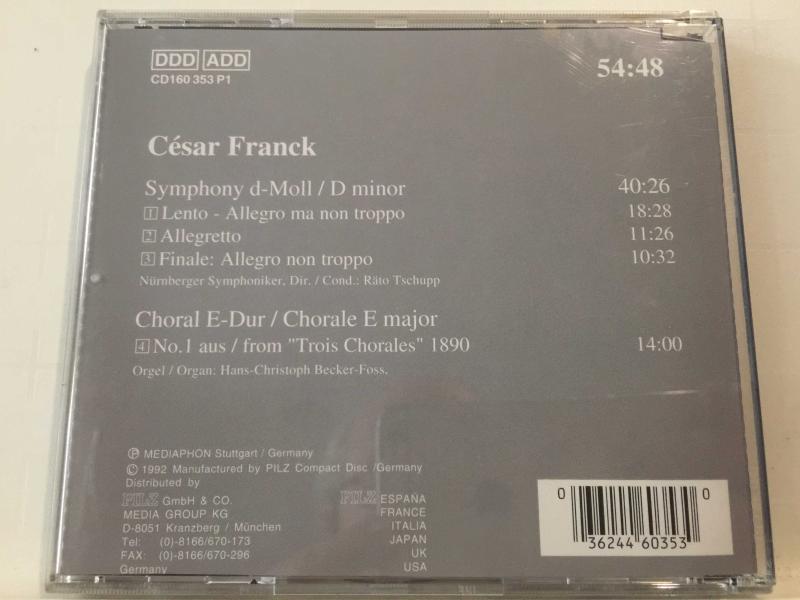 DDD ADD
CD160 353 P1
54:48
César Franck
Symphony d-Moll / D minor 40:26
1 Lento - Allegro ma non troppo 18:28
2 Allegretto 11:26
3 Finale: Allegro non troppo 10:32
Nürnberger Symphoniker, Dir. / Cond.: Räto Tschupp
Choral E-Dur / Chorale E major
4 No.1 aus / from "Trois Chorales" 1890 14:00
Orgel / Organ: Hans-Christoph Becker-Foss.
℗ MEDIAPHON Stuttgart / Germany
© 1992 Manufactured by PILZ Compact Disc /Germany
Distributed by
PILZ GmbH & CO.
MEDIA GROUP KG
D-8051 Kranzberg / München
Tel: (0)-8166/670-173
FAX: (0)-8166/670-296
Germany
PILZ ESPAÑA
FRANCE
ITALIA
JAPAN
UK
USA
0 36244 60353 0